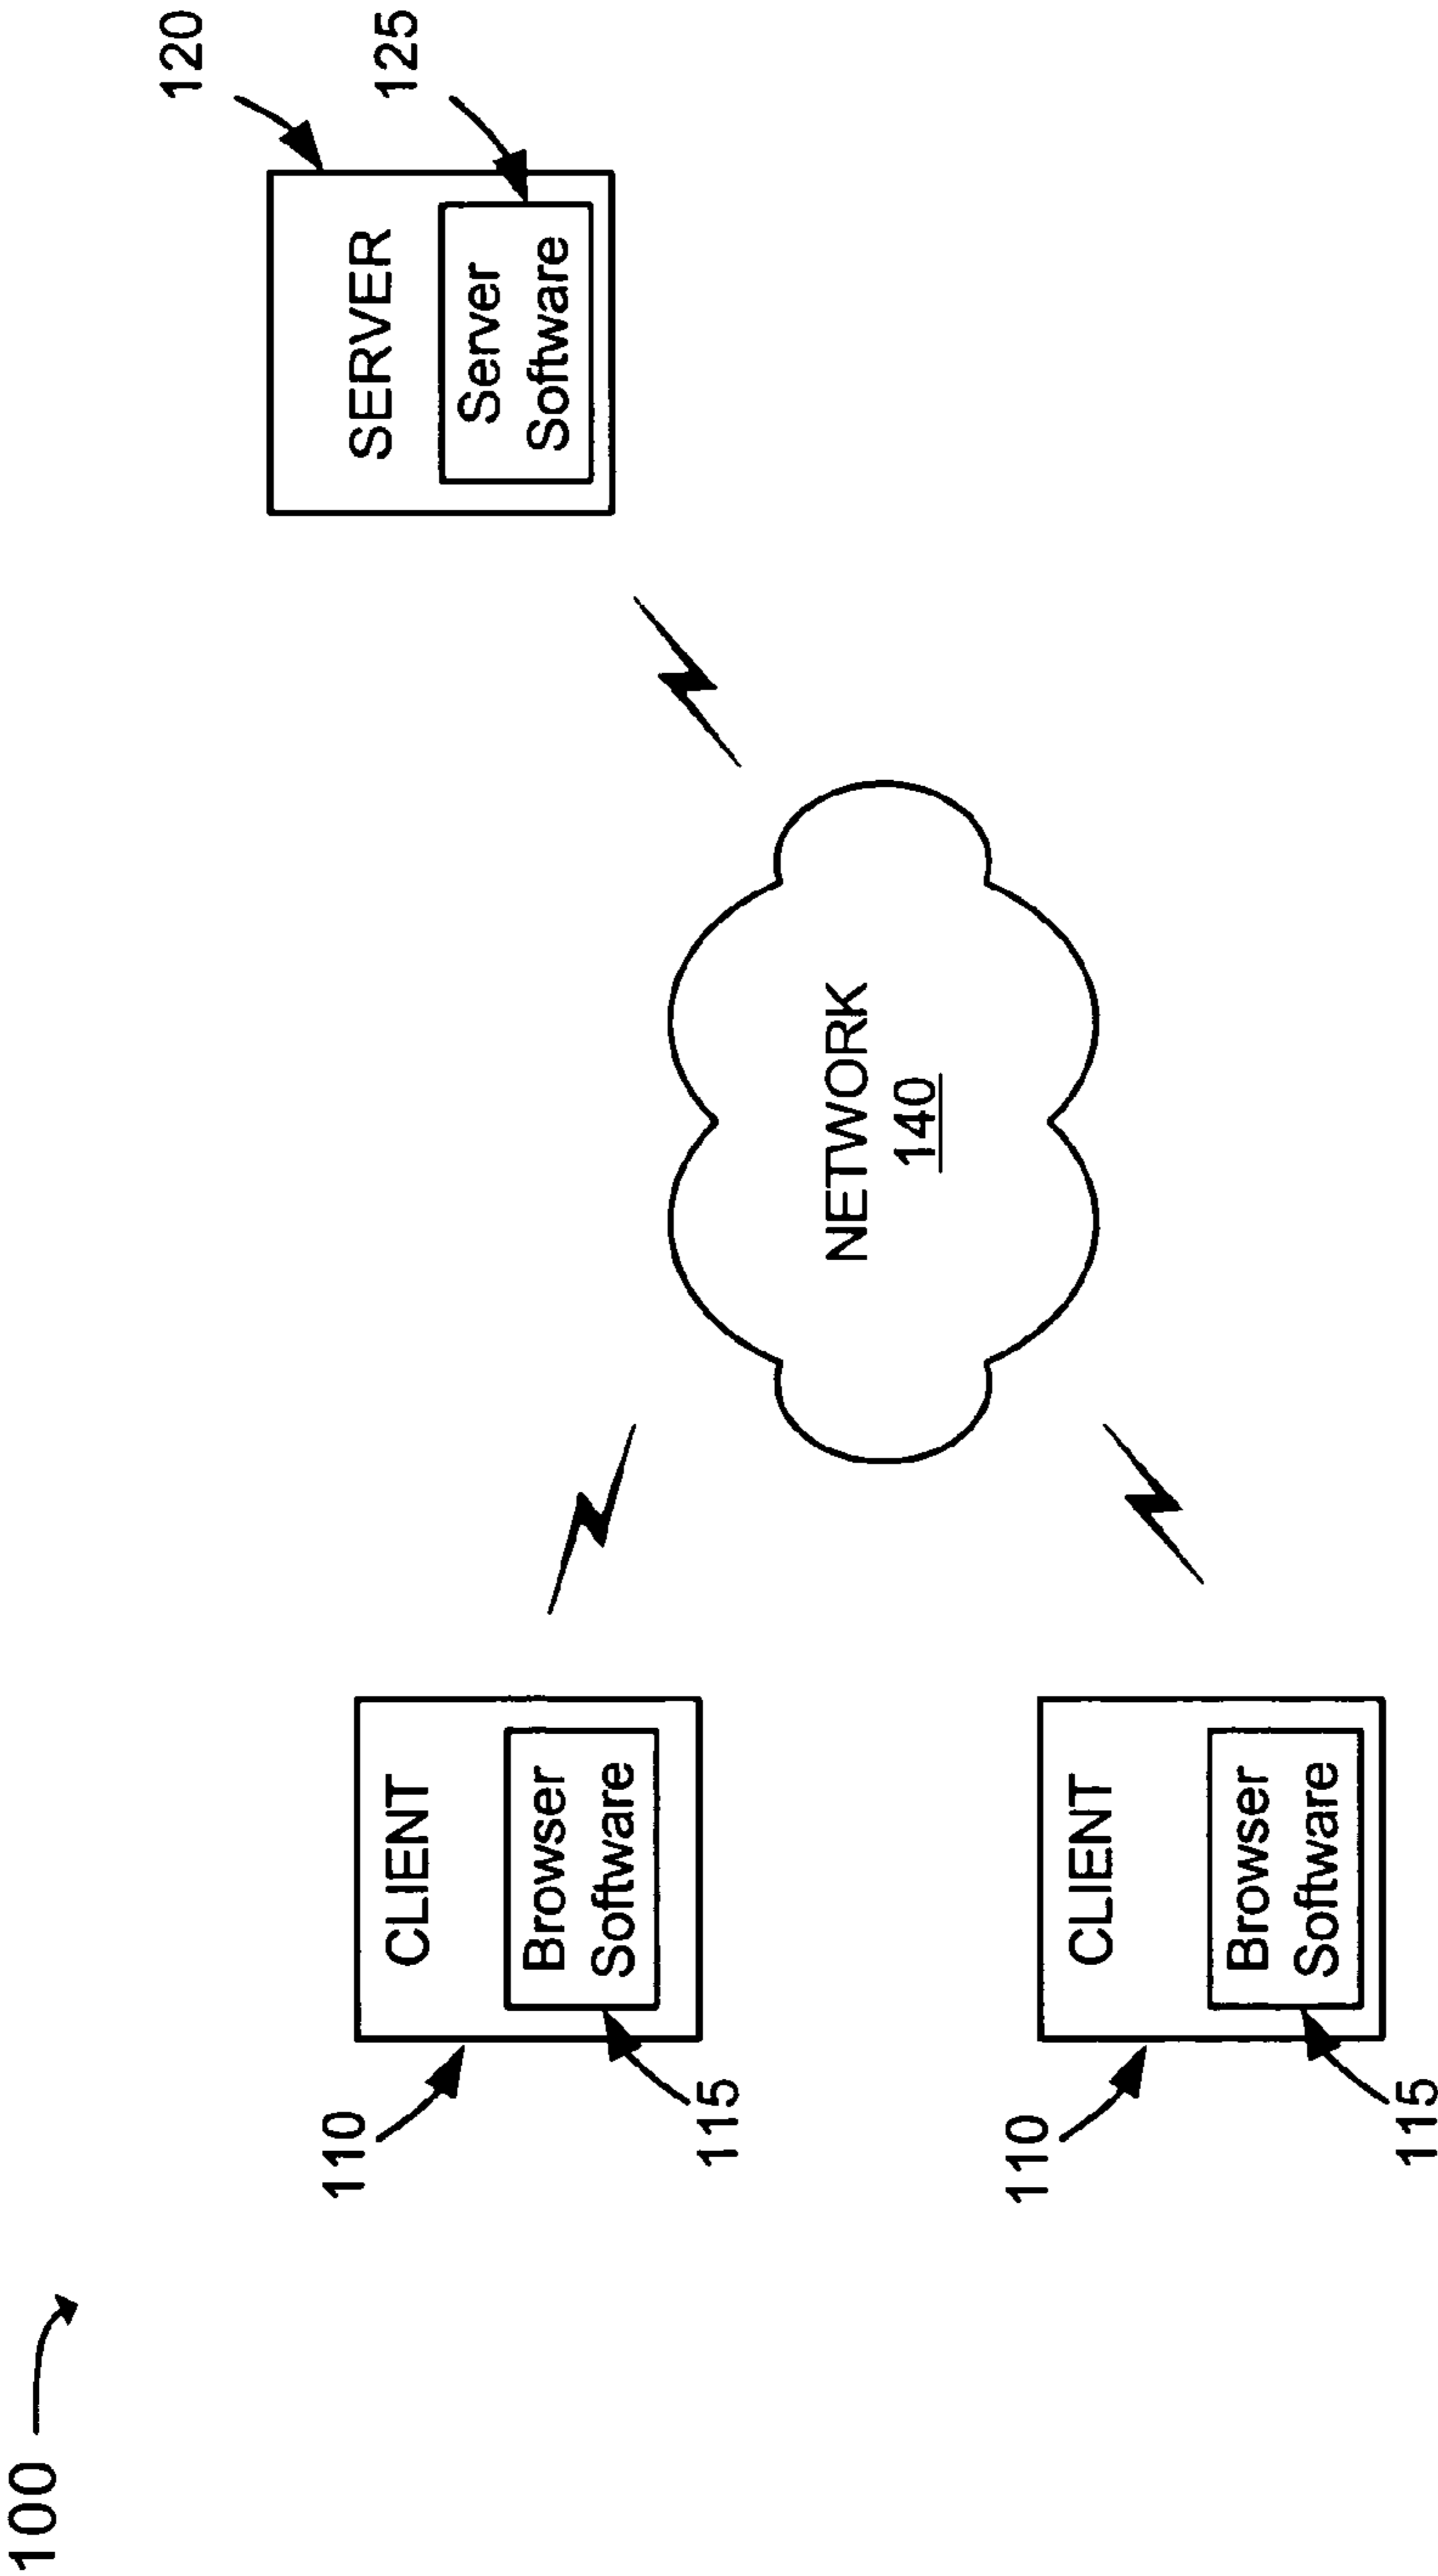 100
110
CLIENT
Browser
Software
115
110
CLIENT
Browser
Software
115
NETWORK
140
120
SERVER
Server
Software
125